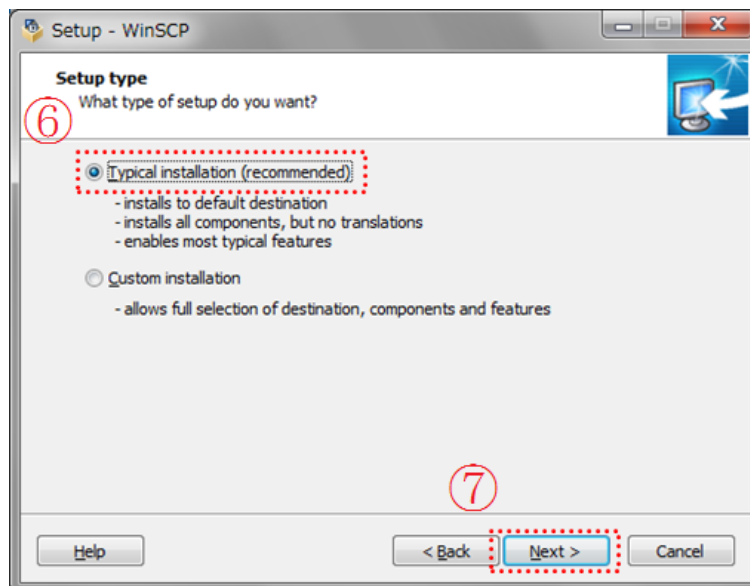 Setup - WinSCP
Setup type
What type of setup do you want?
⑥
Typical installation (recommended)
- installs to default destination
- installs all components, but no translations
- enables most typical features
Custom installation
- allows full selection of destination, components and features
⑦
Help
< Back
Next >
Cancel